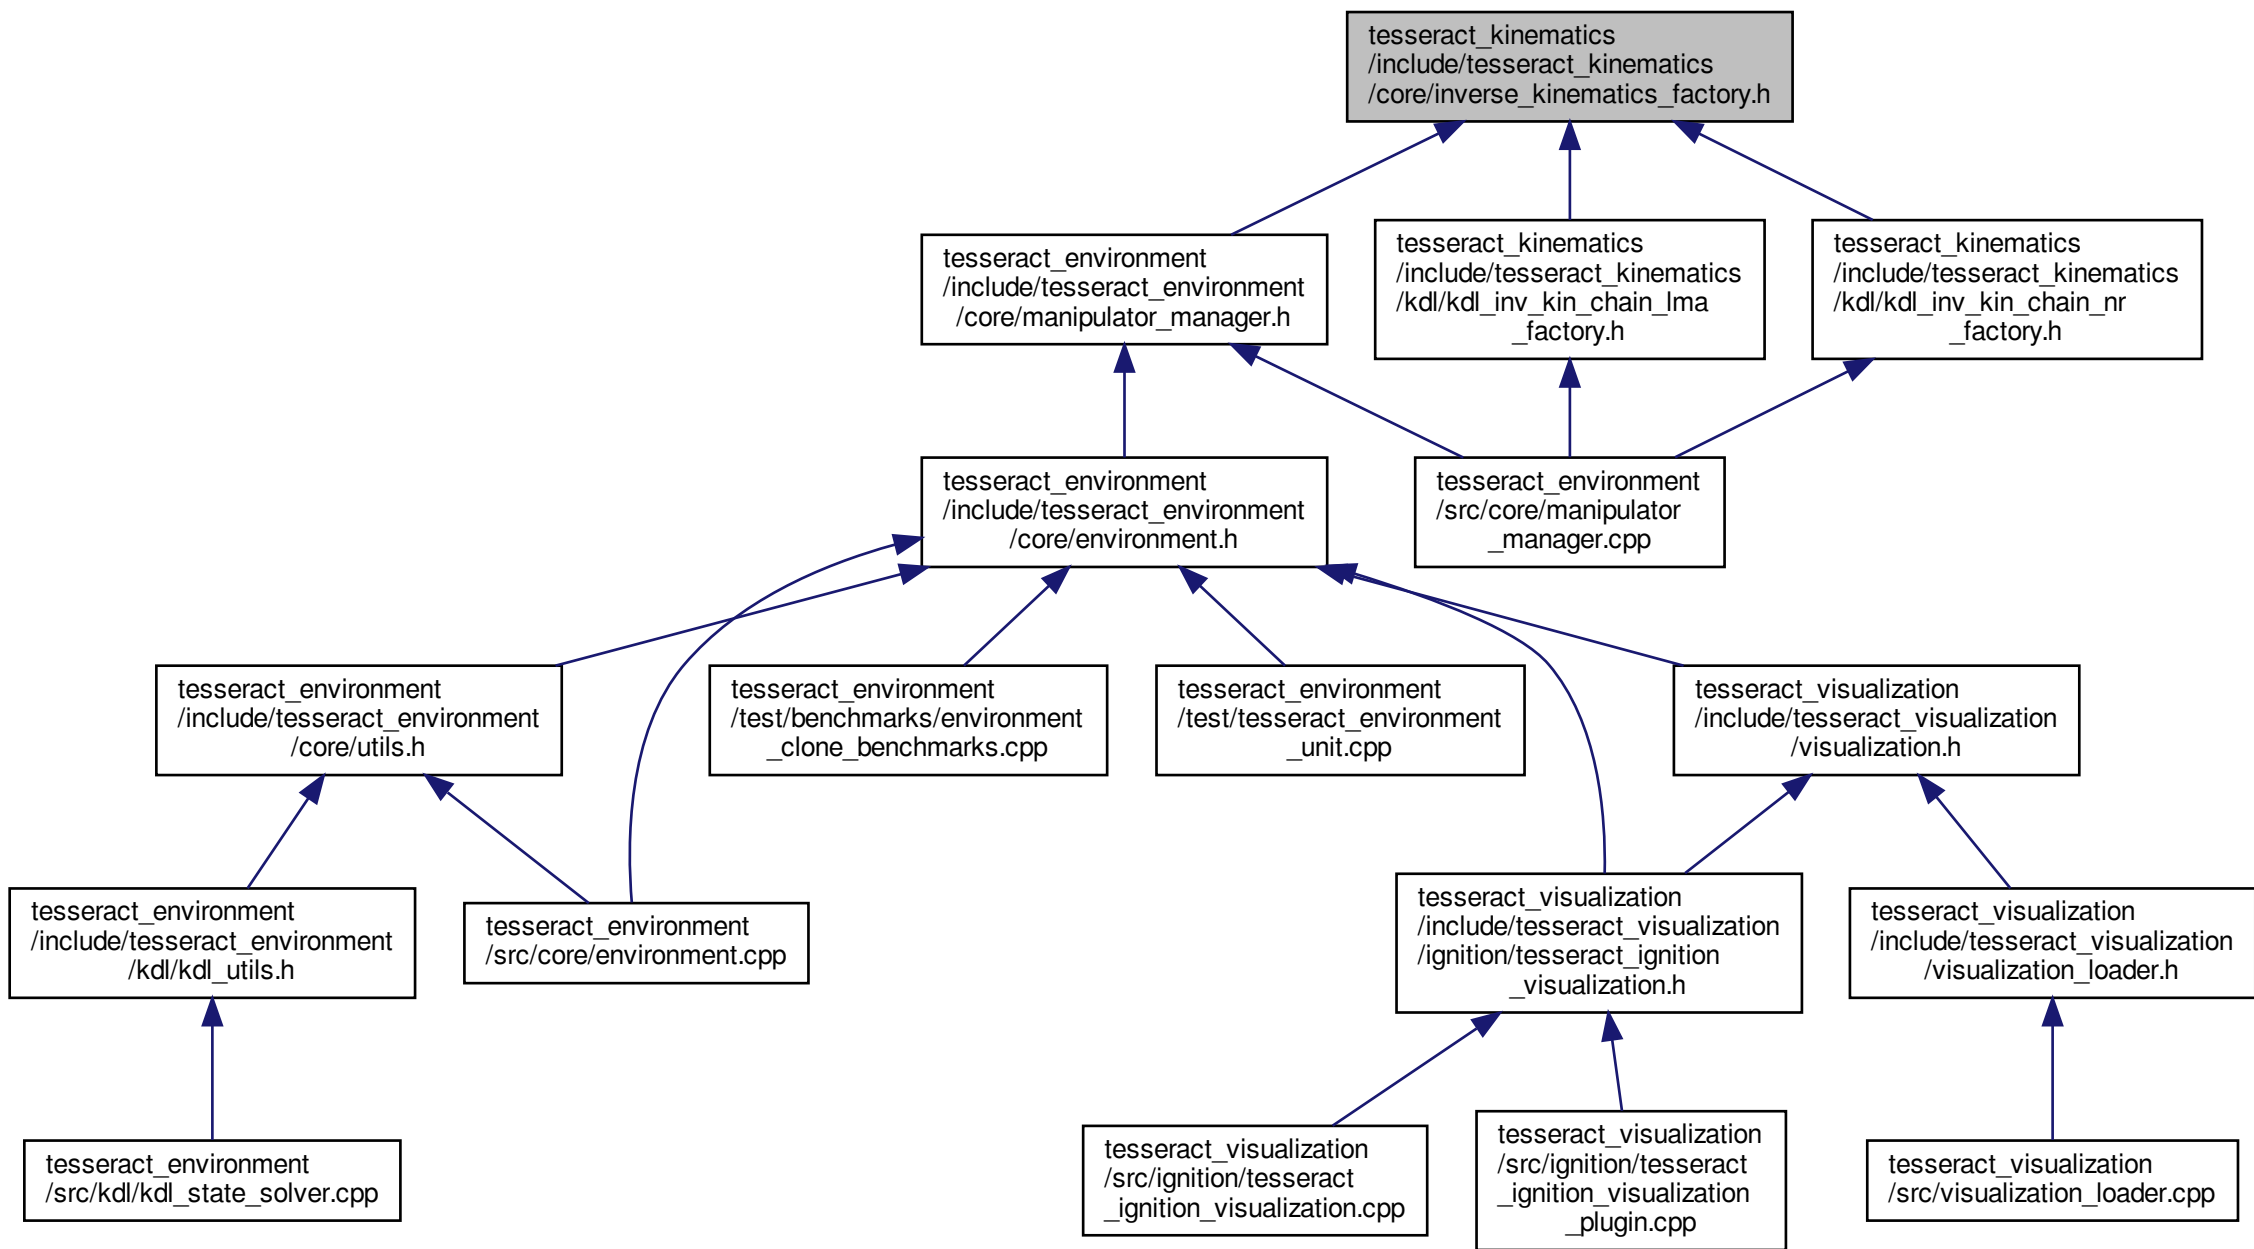 tesseract_kinematics
/include/tesseract_kinematics
/core/inverse_kinematics_factory.h
tesseract_environment
/include/tesseract_environment
/core/manipulator_manager.h
tesseract_kinematics
/include/tesseract_kinematics
/kdl/kdl_inv_kin_chain_lma
_factory.h
tesseract_kinematics
/include/tesseract_kinematics
/kdl/kdl_inv_kin_chain_nr
_factory.h
tesseract_environment
/include/tesseract_environment
/core/environment.h
tesseract_environment
/src/core/manipulator
_manager.cpp
tesseract_environment
/include/tesseract_environment
/core/utils.h
tesseract_environment
/test/benchmarks/environment
_clone_benchmarks.cpp
tesseract_environment
/test/tesseract_environment
_unit.cpp
tesseract_visualization
/include/tesseract_visualization
/visualization.h
tesseract_environment
/include/tesseract_environment
/kdl/kdl_utils.h
tesseract_environment
/src/core/environment.cpp
tesseract_visualization
/include/tesseract_visualization
/ignition/tesseract_ignition
_visualization.h
tesseract_visualization
/include/tesseract_visualization
/visualization_loader.h
tesseract_environment
/src/kdl/kdl_state_solver.cpp
tesseract_visualization
/src/ignition/tesseract
_ignition_visualization.cpp
tesseract_visualization
/src/ignition/tesseract
_ignition_visualization
_plugin.cpp
tesseract_visualization
/src/visualization_loader.cpp